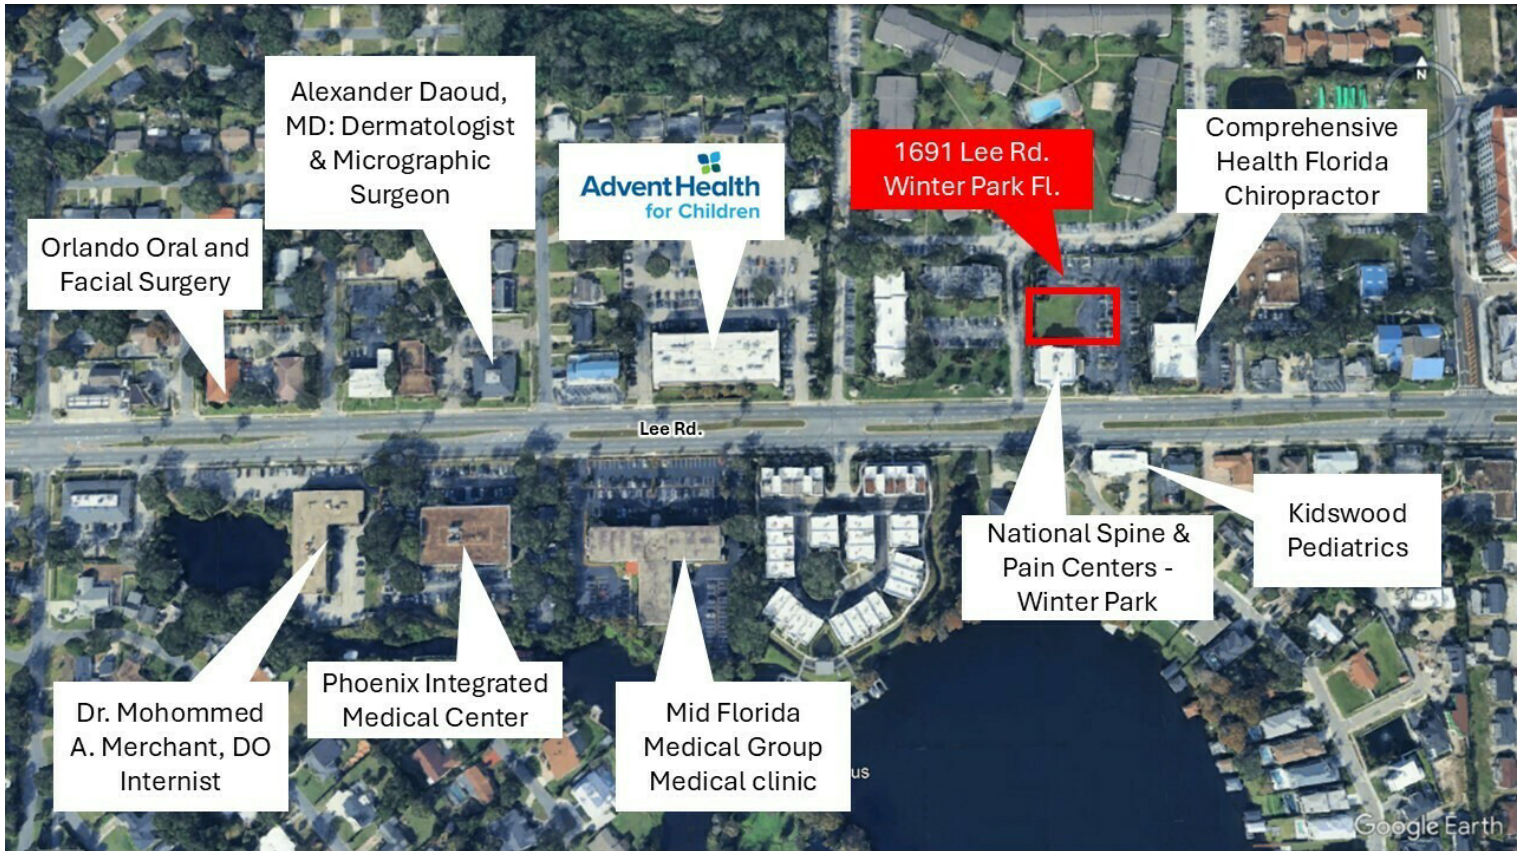 Alexander Daoud,
MD: Dermatologist
& Micrographic
Surgeon
AdventHealth
for Children
1691 Lee Rd.
Winter Park Fl.
N
Comprehensive
Health Florida
Chiropractor
Orlando Oral and
Facial Surgery
Lee Rd.
National Spine &
Pain Centers -
Winter Park
Kidswood
Pediatrics
Dr. Mohommed
A. Merchant, DO
Internist
Phoenix Integrated
Medical Center
Mid Florida
Medical Group
Medical clinic
us
Google Earth